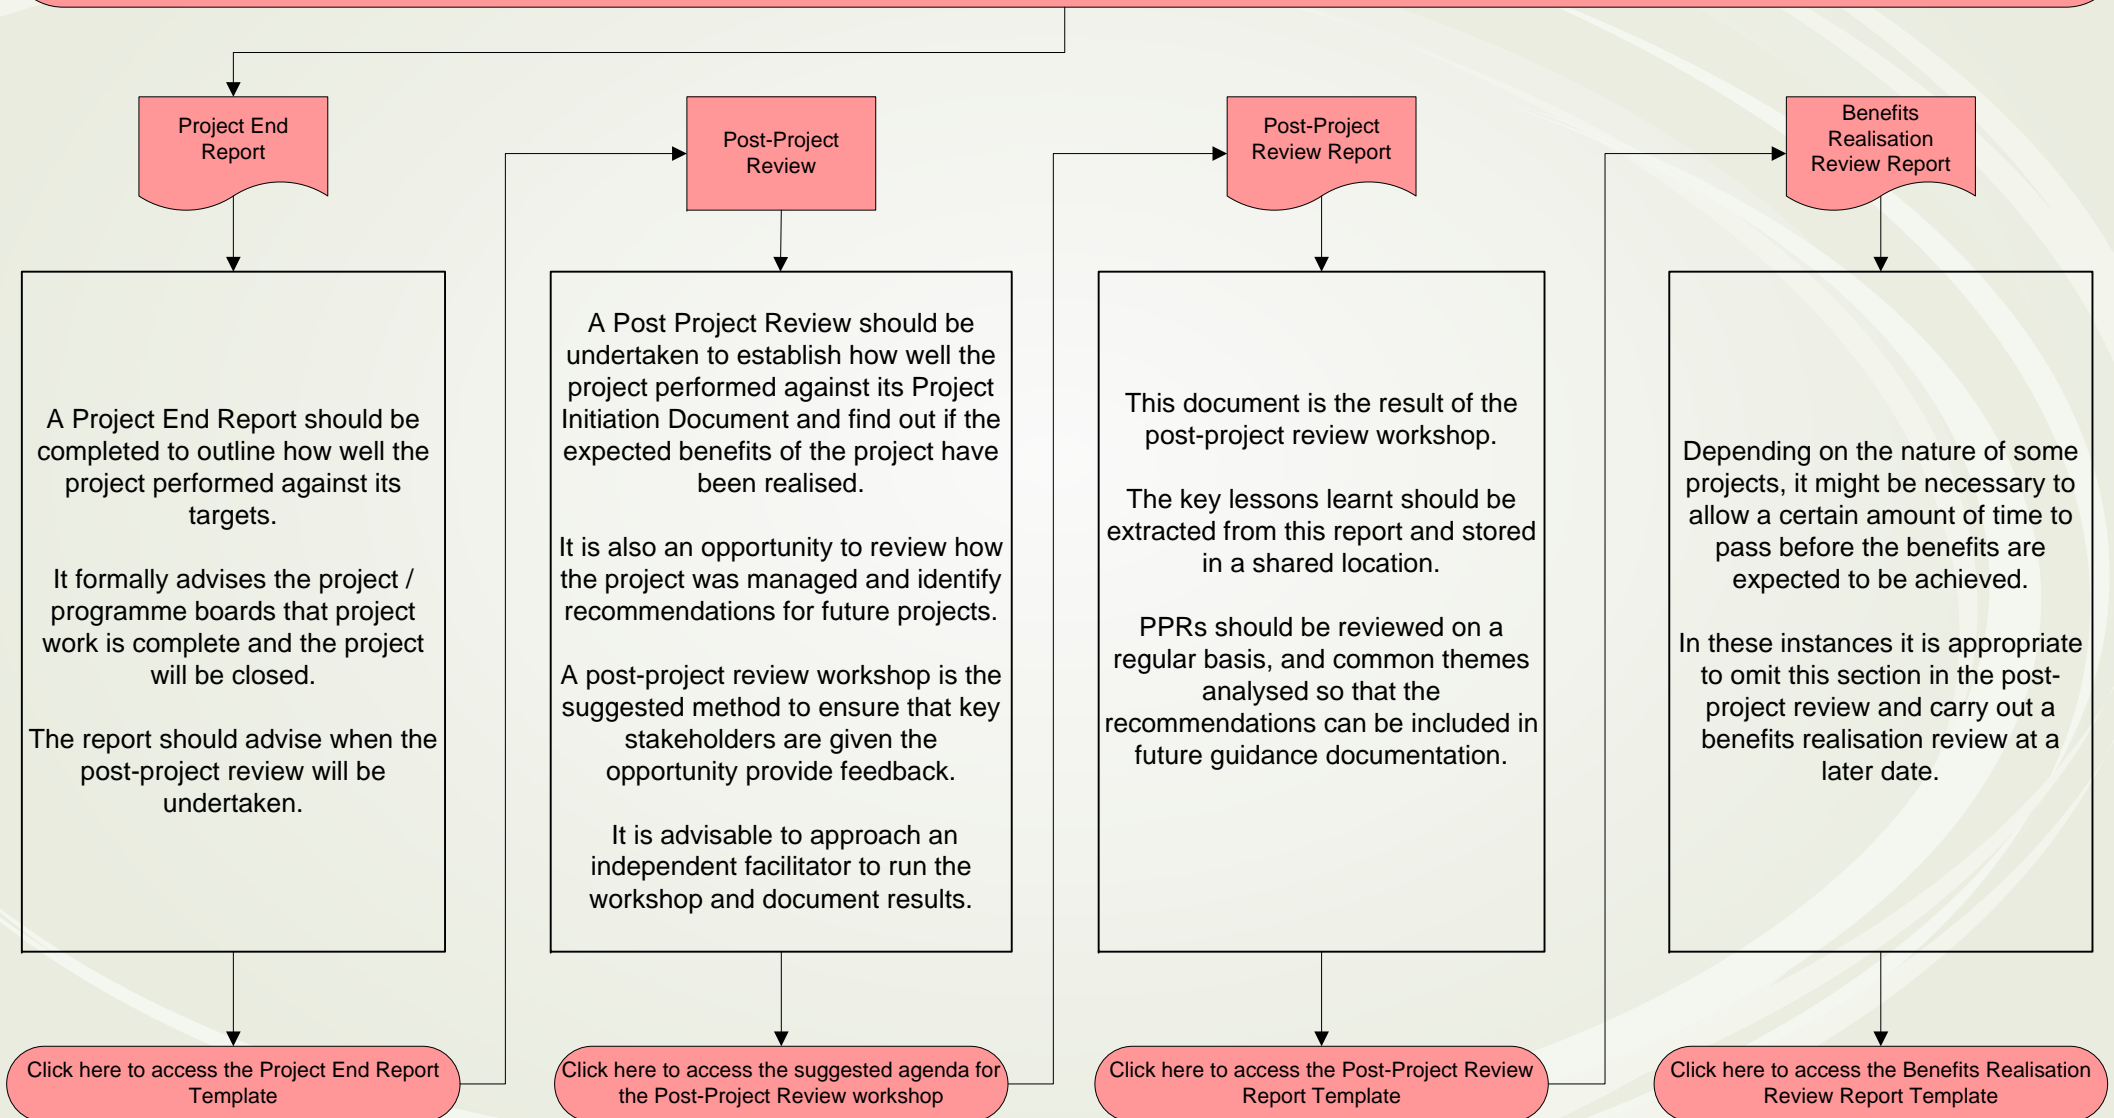 Project End
Report
A Project End Report should be
completed to outline how well the
project performed against its
targets.
It formally advises the project /
programme boards that project
work is complete and the project
will be closed.
The report should advise when the
post-project review will be
undertaken.
Click here to access the Project End Report
Template
Post-Project
Review
A Post Project Review should be
undertaken to establish how well the
project performed against its Project
Initiation Document and find out if the
expected benefits of the project have
been realised.
It is also an opportunity to review how
the project was managed and identify
recommendations for future projects.
A post-project review workshop is the
suggested method to ensure that key
stakeholders are given the
opportunity provide feedback.
It is advisable to approach an
independent facilitator to run the
workshop and document results.
Click here to access the suggested agenda for
the Post-Project Review workshop
Post-Project
Review Report
This document is the result of the
post-project review workshop.
The key lessons learnt should be
extracted from this report and stored
in a shared location.
PPRs should be reviewed on a
regular basis, and common themes
analysed so that the
recommendations can be included in
future guidance documentation.
Click here to access the Post-Project Review
Report Template
Benefits
Realisation
Review Report
Depending on the nature of some
projects, it might be necessary to
allow a certain amount of time to
pass before the benefits are
expected to be achieved.
In these instances it is appropriate
to omit this section in the post-
project review and carry out a
benefits realisation review at a
later date.
Click here to access the Benefits Realisation
Review Report Template